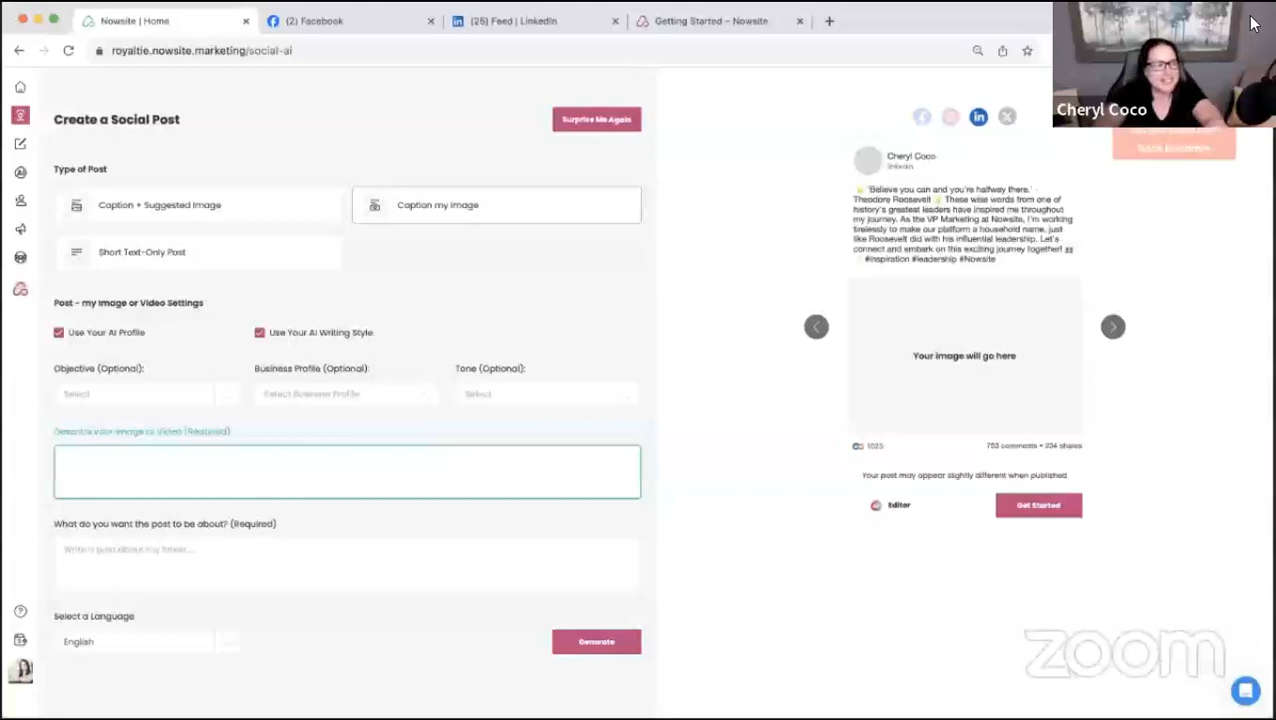 Nowsite | Home
(2) Facebook
(25) Feed | LinkedIn
Getting Started – Nowsite
royaltie.nowsite.marketing/social-ai
Cheryl Coco
Create a Social Post
Surprise Me Again
Type of Post
Caption + Suggested Image
Caption my Image
Short Text-Only Post
Post - my Image or Video Settings
Use Your AI Profile
Use Your AI Writing Style
Objective (Optional):
Business Profile (Optional):
Tone (Optional):
Select
Select Business Profile
Select
Describe your Image or Video (Required)
What do you want the post to be about? (Required)
Write a post about my
Select a Language
English
Generate
Cheryl Coco
linkedin
'Believe you can and you're halfway there.' -
Theodore Roosevelt These wise words from one of
history's greatest leaders have inspired me throughout
my journey. As the VP Marketing at Nowsite, I'm working
tirelessly to make our platform a household name, just
like Roosevelt did with his influential leadership. Let's
connect and embark on this exciting journey together!
#inspiration #leadership #Nowsite
Your image will go here
1525
753 comments • 234 shares
Your post may appear slightly different when published
Editor
Get Started
zoom